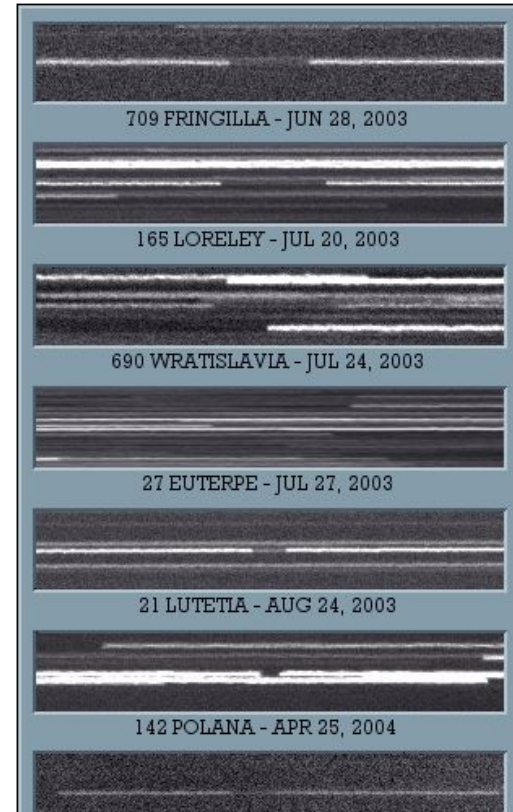 709 FRINGILLA - JUN 28, 2003
165 LORELEY - JUL 20, 2003
690 WRATISLAVIA - JUL 24, 2003
27 EUTERPE - JUL 27, 2003
21 LUTETIA - AUG 24, 2003
142 POLANA - APR 25, 2004